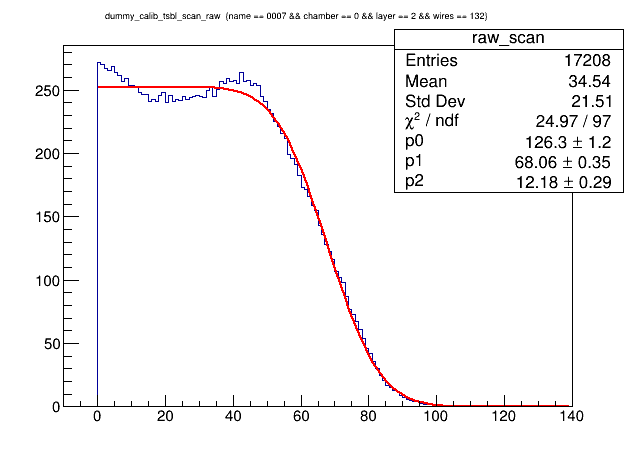 dummy_calib_tsbl_scan_raw (name == 0007 && chamber == 0 && layer == 2 && wires == 132)
raw_scan
Entries 17208
Mean 34.54
Std Dev 21.51
χ² / ndf 24.97 / 97
p0 126.3 ± 1.2
p1 68.06 ± 0.35
p2 12.18 ± 0.29
250
200
150
100
50
0
0 20 40 60 80 100 120 140